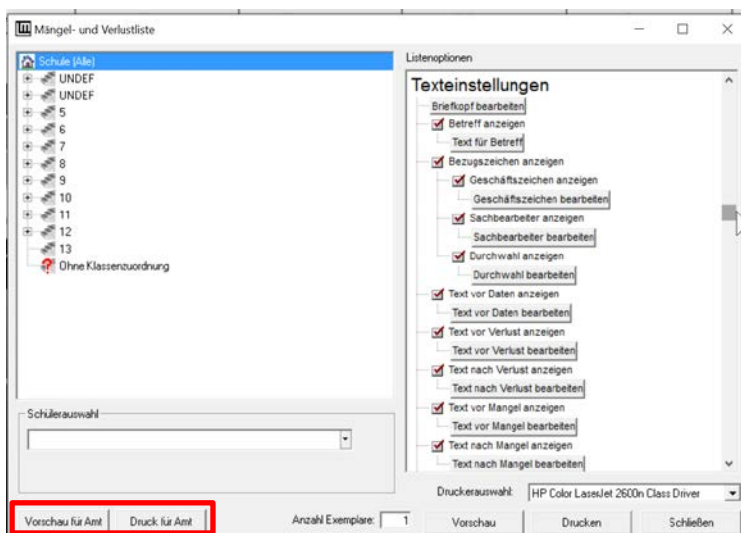 Mängel- und Verlustliste
Schule (Alle)
UNDEF
UNDEF
5
6
7
8
9
10
11
12
13
Ohne Klassenzuordnung
Schülerauswahl
Listenoptionen
Texteinstellungen
Briefkopf bearbeiten
Betreff anzeigen
Text für Betreff
Bezugszeichen anzeigen
Geschäftszeichen anzeigen
Geschäftszeichen bearbeiten
Sachbearbeiter anzeigen
Sachbearbeiter bearbeiten
Durchwahl anzeigen
Durchwahl bearbeiten
Text vor Daten anzeigen
Text vor Daten bearbeiten
Text vor Verlust anzeigen
Text vor Verlust bearbeiten
Text nach Verlust anzeigen
Text nach Verlust bearbeiten
Text vor Mangel anzeigen
Text vor Mangel bearbeiten
Text nach Mangel anzeigen
Text nach Mangel bearbeiten
Druckerauswahl: HP Color LaserJet 2600n Class Driver
Vorschau für Amt Druck für Amt Anzahl Exemplare: 1 Vorschau Drucken Schließen